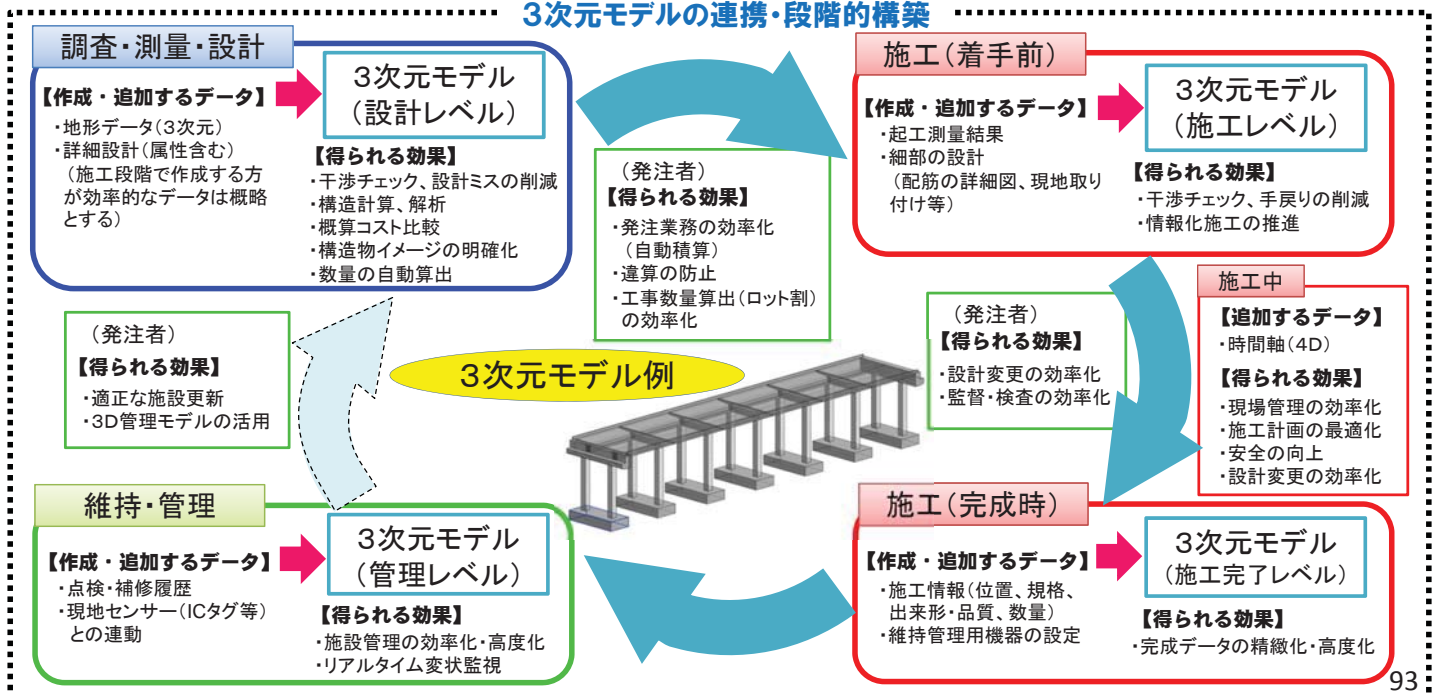 3次元モデルの連携・段階的構築
調査・測量・設計
【作成・追加するデータ】
・地形データ(3次元)
・詳細設計(属性含む)
(施工段階で作成する方
が効率的なデータは概略
とする)
3次元モデル
(設計レベル)
【得られる効果】
・干渉チェック、設計ミスの削減
・構造計算、解析
・概算コスト比較
・構造物イメージの明確化
・数量の自動算出
(発注者)
【得られる効果】
・発注業務の効率化
(自動積算)
・違算の防止
・工事数量算出(ロット割)
の効率化
施工(着手前)
【作成・追加するデータ】
・起工測量結果
・細部の設計
(配筋の詳細図、現地取り
付け等)
3次元モデル
(施工レベル)
【得られる効果】
・干渉チェック、手戻りの削減
・情報化施工の推進
(発注者)
【得られる効果】
・設計変更の効率化
・監督・検査の効率化
施工中
【追加するデータ】
・時間軸(4D)
【得られる効果】
・現場管理の効率化
・施工計画の最適化
・安全の向上
・設計変更の効率化
(発注者)
【得られる効果】
・適正な施設更新
・3D管理モデルの活用
3次元モデル例
維持・管理
【作成・追加するデータ】
・点検・補修履歴
・現地センサー(ICタグ等)
との連動
3次元モデル
(管理レベル)
【得られる効果】
・施設管理の効率化・高度化
・リアルタイム変状監視
施工(完成時)
【作成・追加するデータ】
・施工情報(位置、規格、
出来形・品質、数量)
・維持管理用機器の設定
3次元モデル
(施工完了レベル)
【得られる効果】
・完成データの精緻化・高度化
93